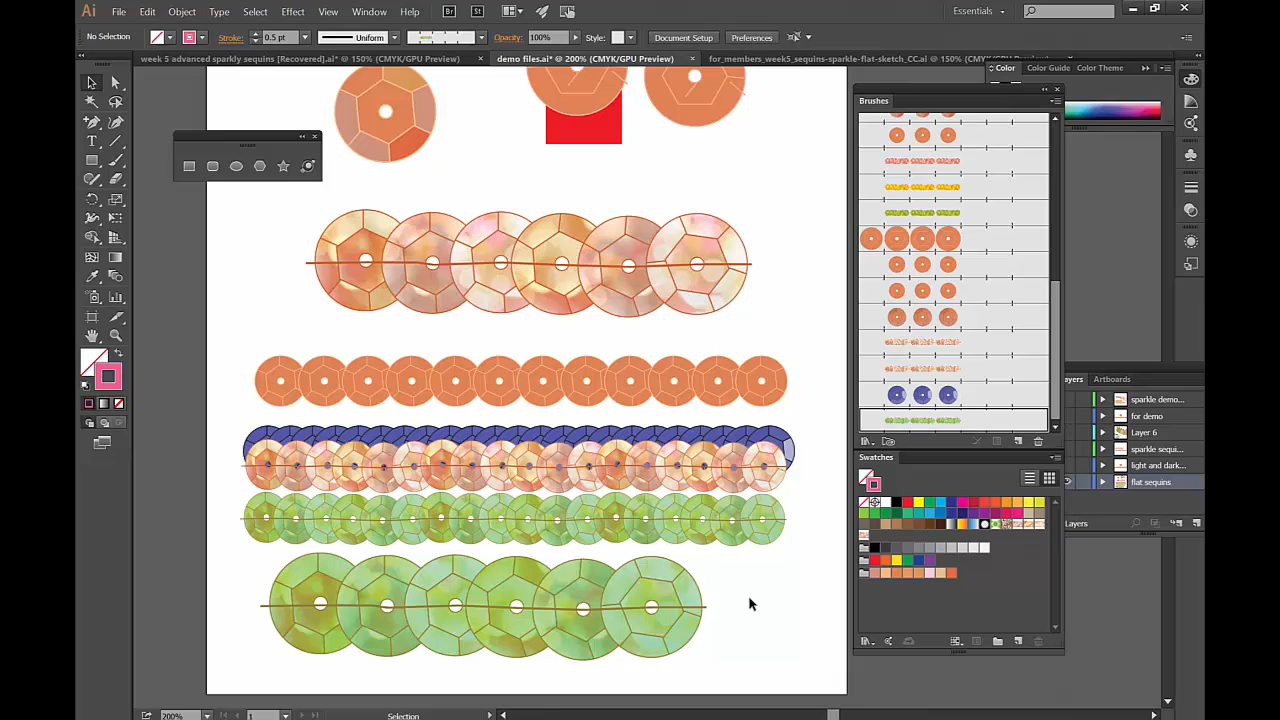 Ai File Edit Object Type Select Effect View Window Help Br St Essentials
No Selection Stroke: 0.5 pt Uniform Opacity: 100% Style: Document Setup Preferences
week 5 advanced sparkly sequins [Recovered].ai* @ 150% (CMYK/GPU Preview) × demo files.ai* @ 200% (CMYK/GPU Preview) × for_members_week5_sequins-sparkle-flat-sketch_CC.ai @ 150% (CMYK/GPU Preview) ×
Color Color Guide Color Theme
Brushes
ayers Artboards
sparkle demo...
for demo
Layer 6
sparkle sequi...
light and dark...
flat sequins
Swatches
Layers
200% 1 Selection